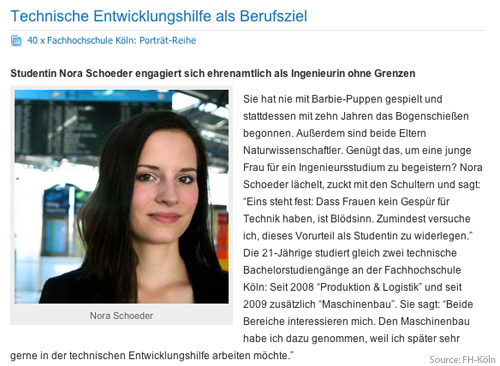 Technische Entwicklungshilfe als Berufsziel
40 x Fachhochschule Köln: Porträt-Reihe
Studentin Nora Schoeder engagiert sich ehrenamtlich als Ingenieurin ohne Grenzen
Sie hat nie mit Barbie-Puppen gespielt und
stattdessen mit zehn Jahren das Bogenschießen
begonnen. Außerdem sind beide Eltern
Naturwissenschaftler. Genügt das, um eine junge
Frau für ein Ingenieursstudium zu begeistern? Nora
Schoeder lächelt, zuckt mit den Schultern und sagt:
“Eins steht fest: Dass Frauen kein Gespür für
Technik haben, ist Blödsinn. Zumindest versuche
ich, dieses Vorurteil als Studentin zu widerlegen.”
Die 21-Jährige studiert gleich zwei technische
Bachelorstudiengänge an der Fachhochschule
Köln: Seit 2008 “Produktion & Logistik” und seit
2009 zusätzlich “Maschinenbau”. Sie sagt: “Beide
Bereiche interessieren mich. Den Maschinenbau
habe ich dazu genommen, weil ich später sehr
gerne in der technischen Entwicklungshilfe arbeiten möchte.”
Nora Schoeder
Source: FH-Köln